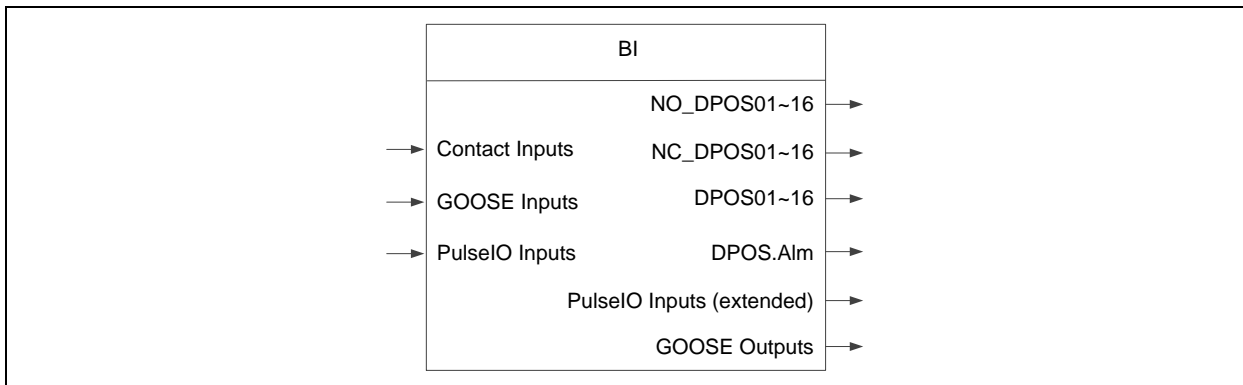 BI
NO_DPOS01~16
Contact Inputs
NC_DPOS01~16
GOOSE Inputs
DPOS01~16
PulseIO Inputs
DPOS.Alm
PulseIO Inputs (extended)
GOOSE Outputs